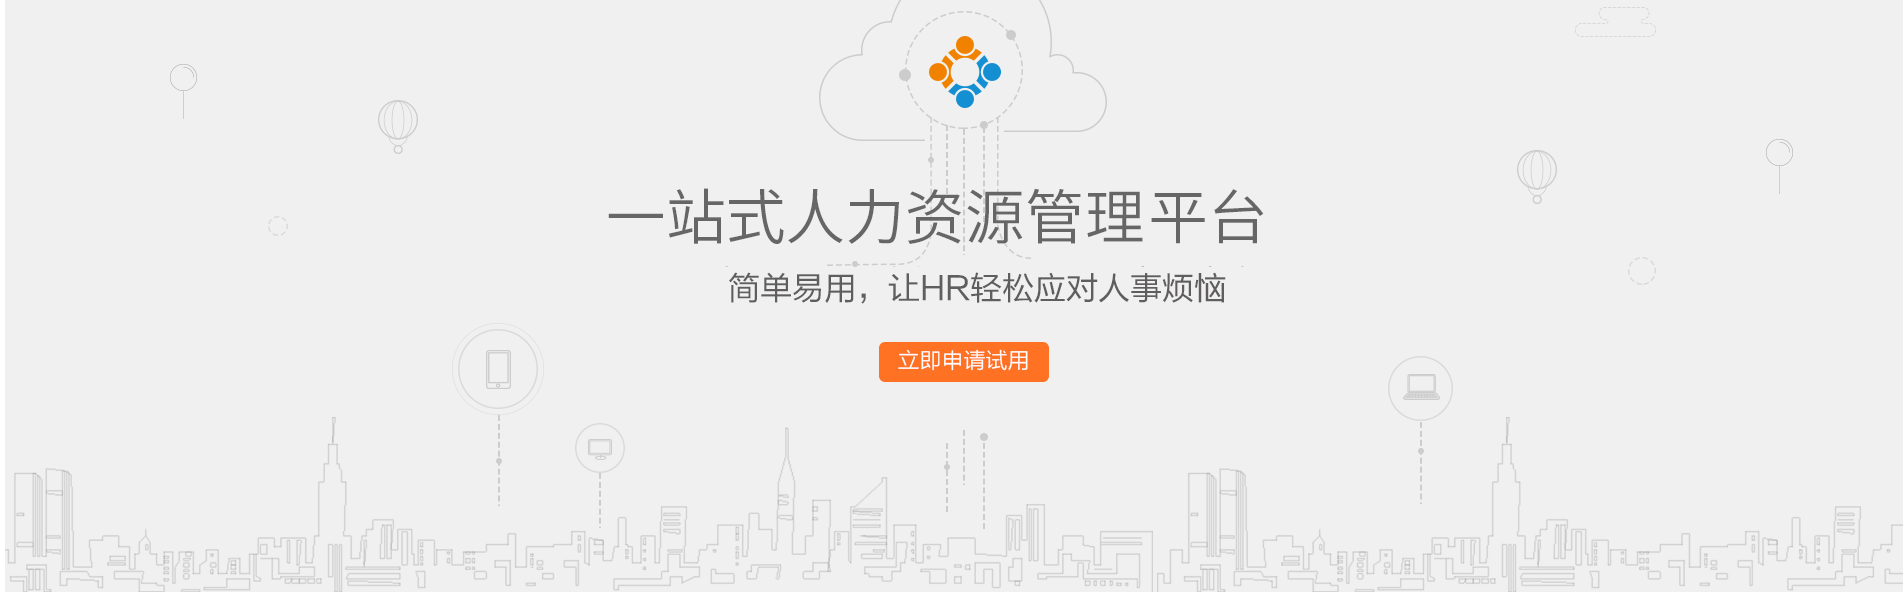 一站式人力资源管理平台
简单易用，让HR轻松应对人事烦恼
立即申请试用